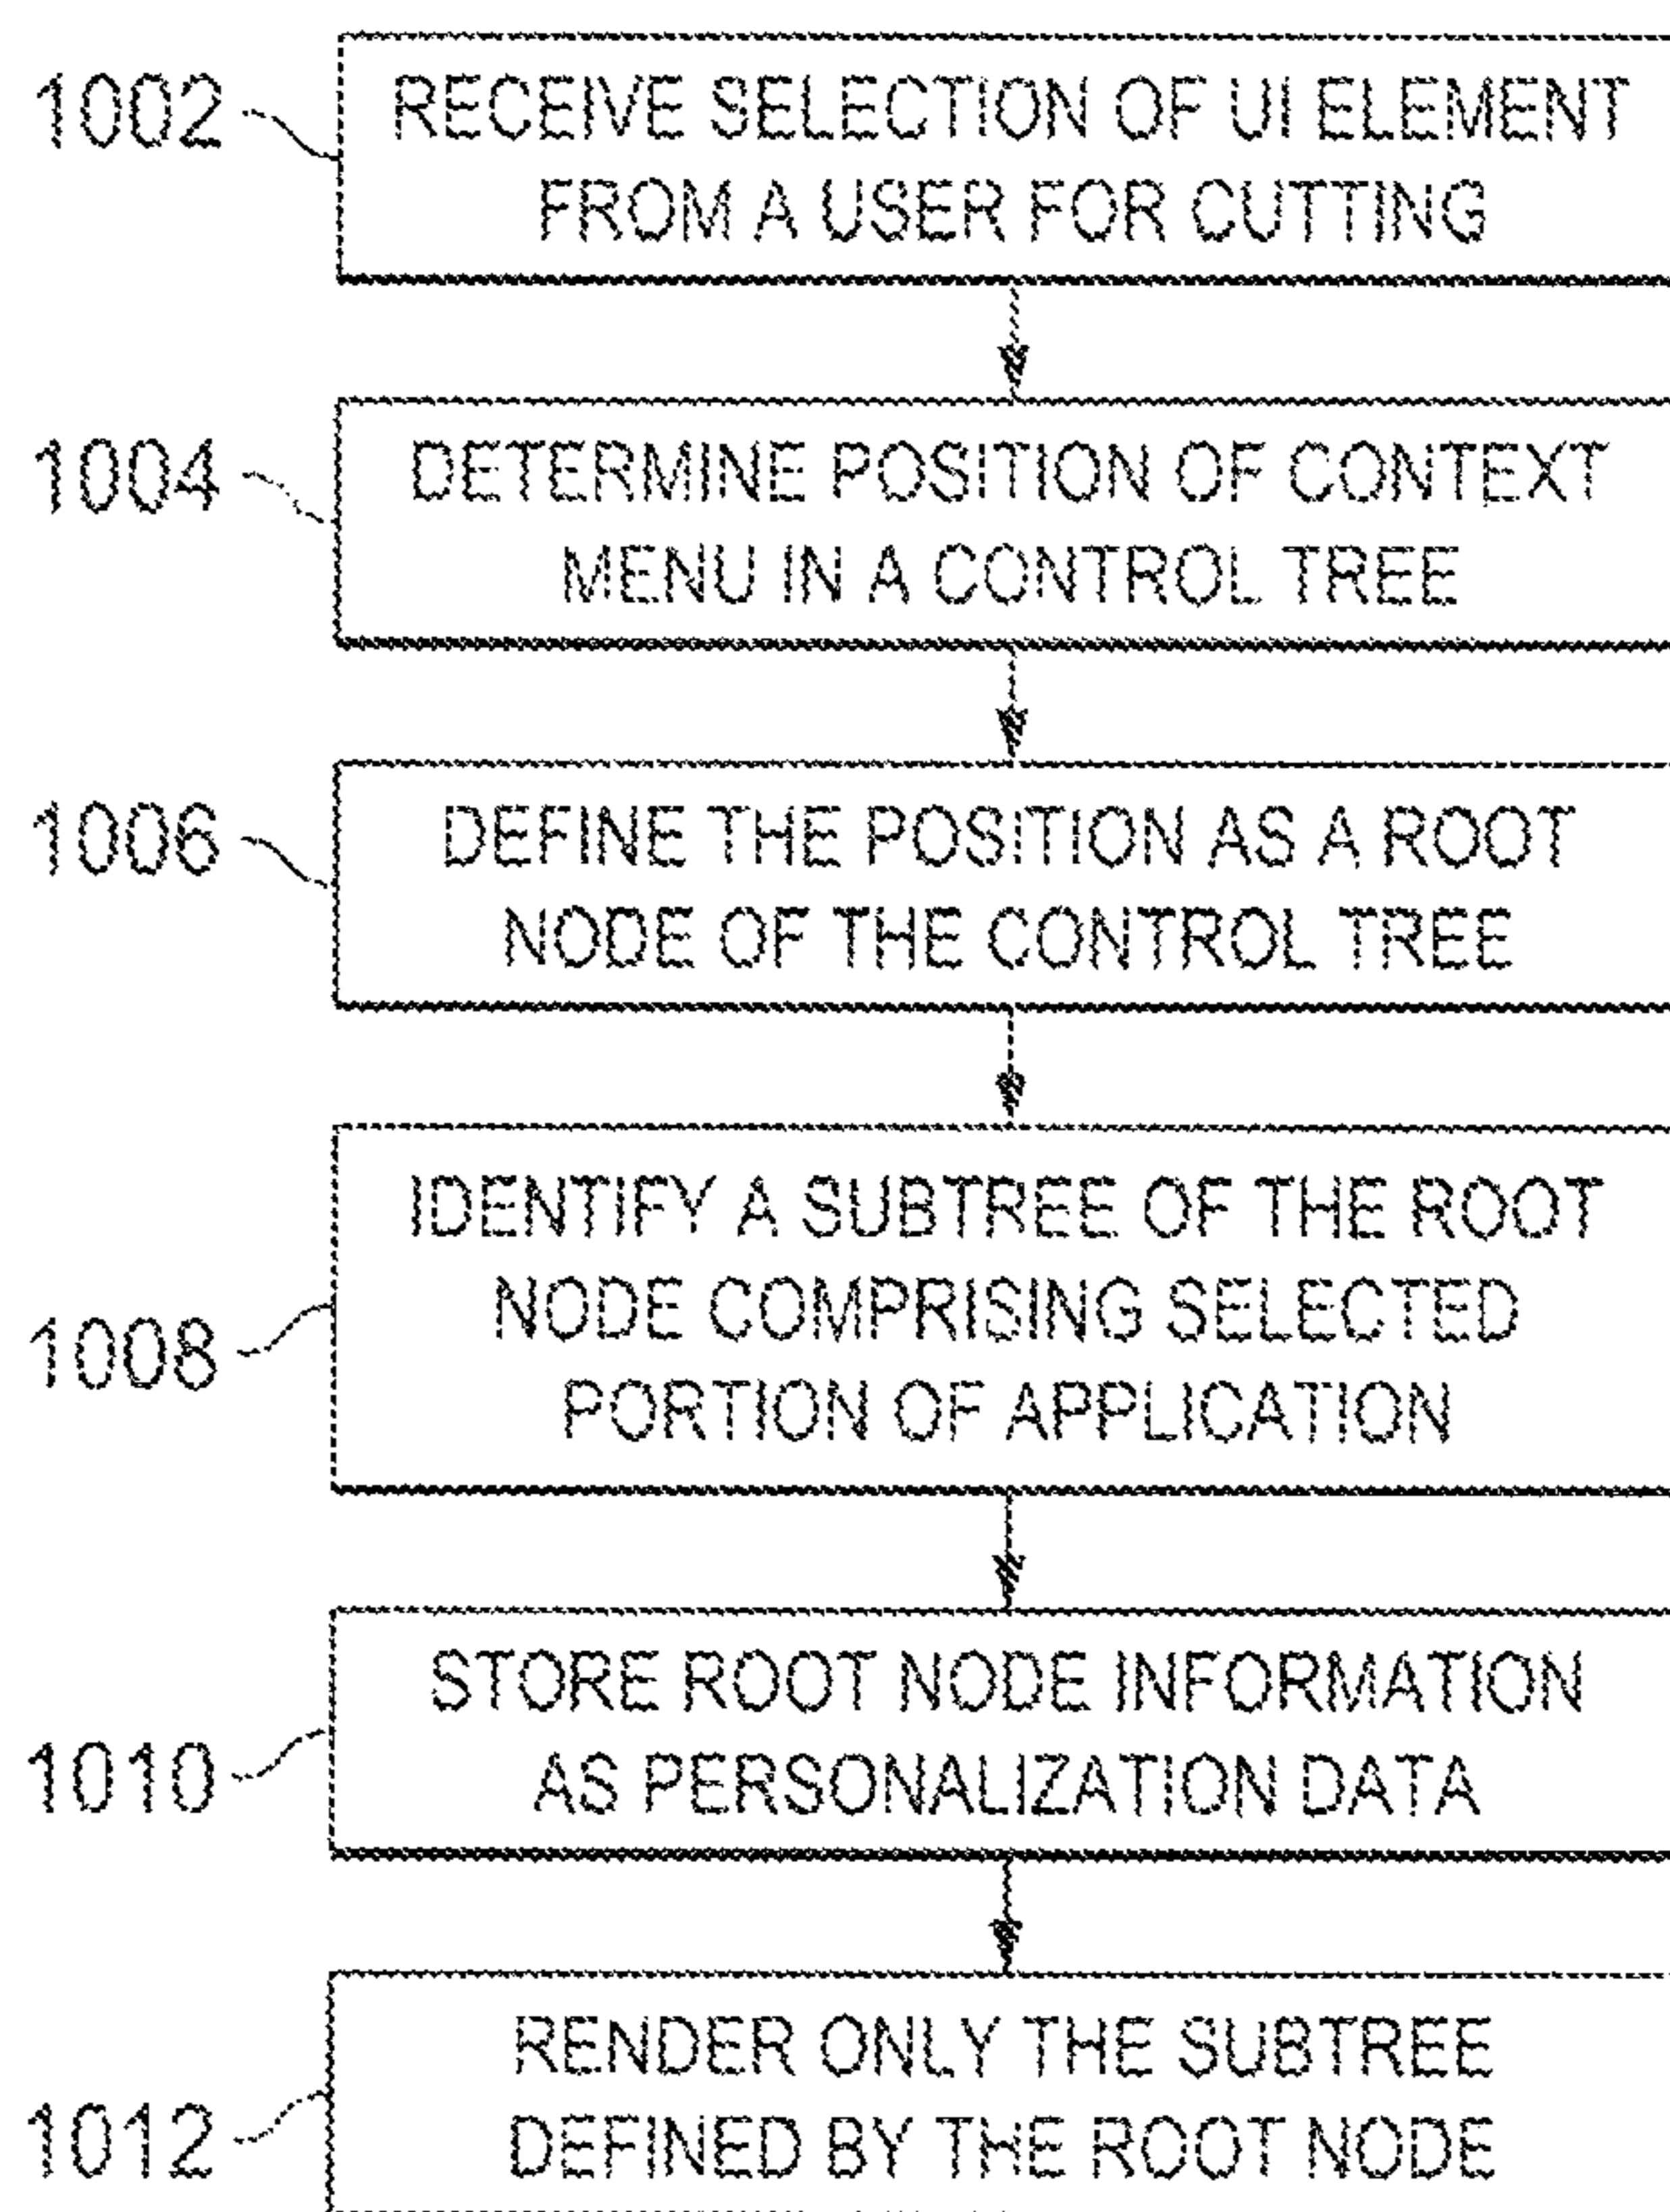 1002
RECEIVE SELECTION OF UI ELEMENT
FROM A USER FOR CUTTING
1004
DETERMINE POSITION OF CONTEXT
MENU IN A CONTROL TREE
1006
DEFINE THE POSITION AS A ROOT
NODE OF THE CONTROL TREE
1008
IDENTIFY A SUBTREE OF THE ROOT
NODE COMPRISING SELECTED
PORTION OF APPLICATION
1010
STORE ROOT NODE INFORMATION
AS PERSONALIZATION DATA
1012
RENDER ONLY THE SUBTREE
DEFINED BY THE ROOT NODE